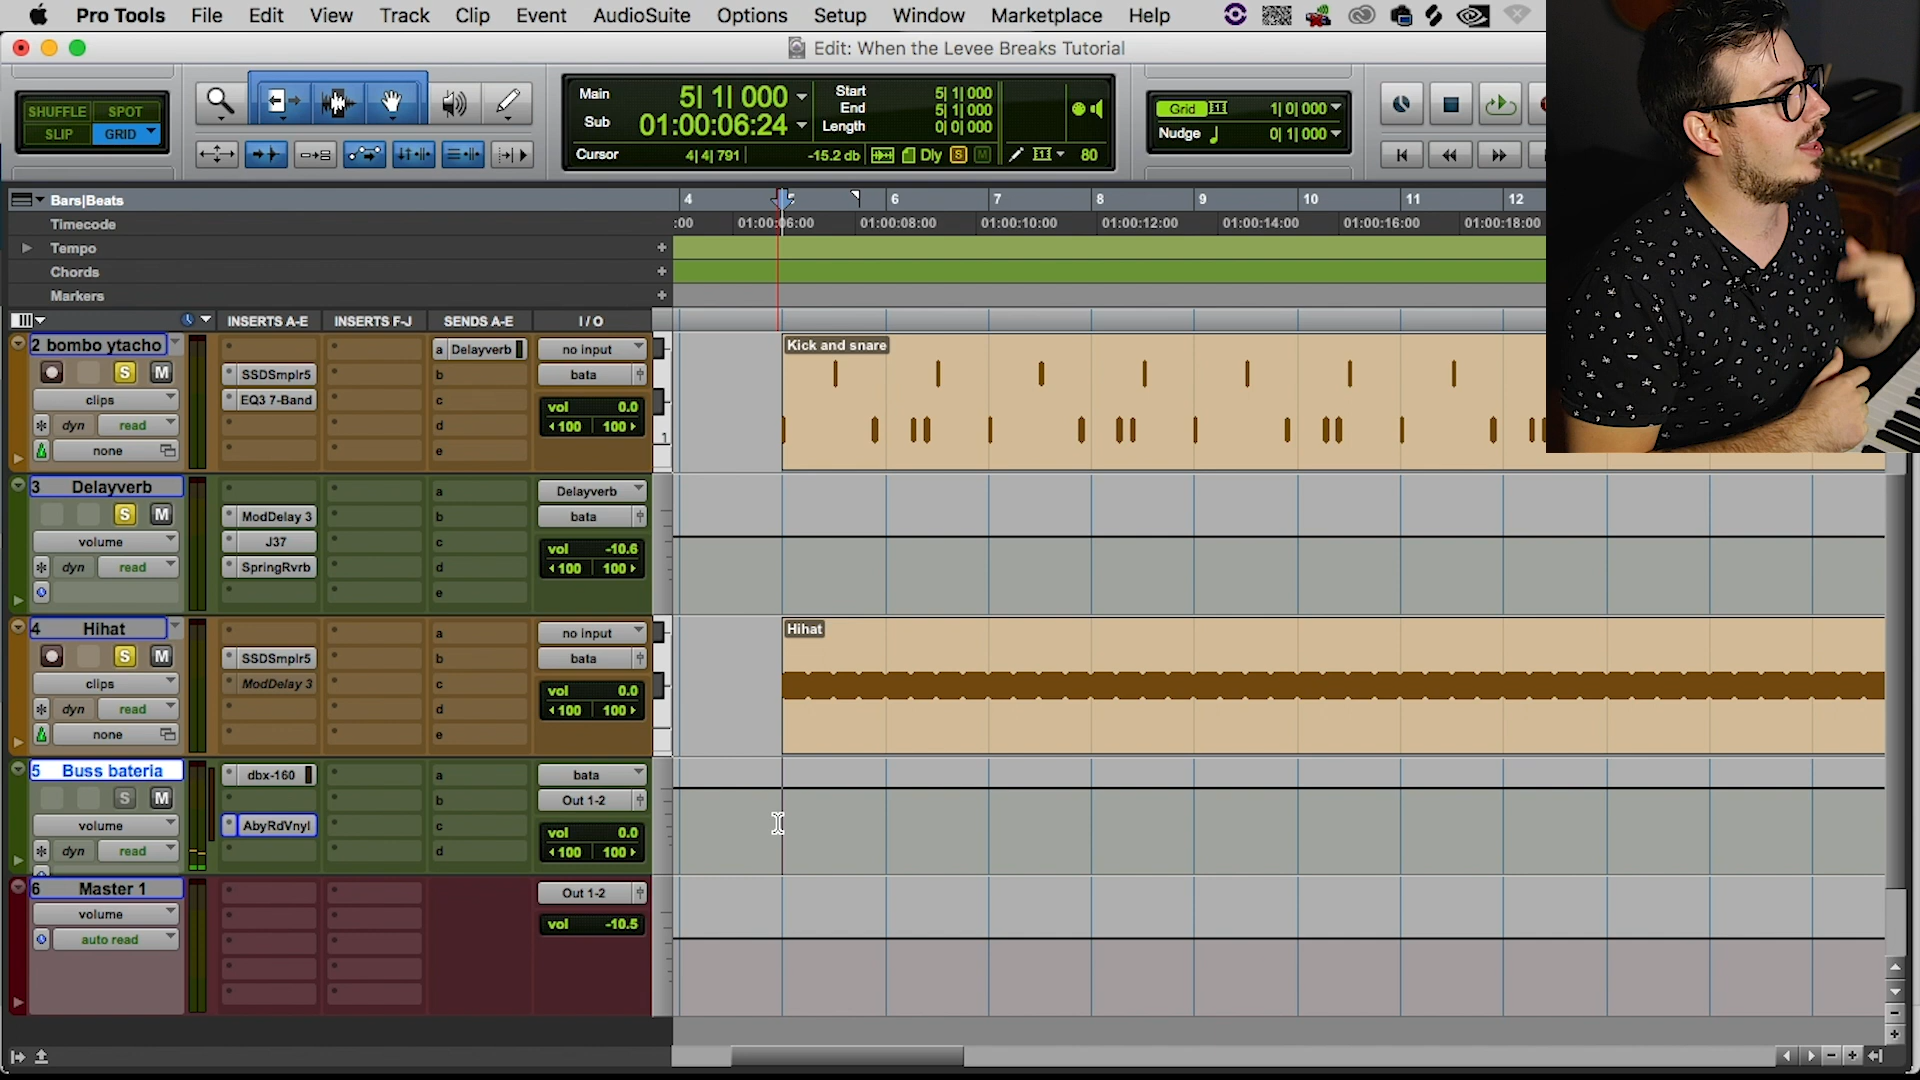 Pro Tools File Edit View Track Clip Event AudioSuite Options Setup Window Marketplace Help
Edit: When the Levee Breaks Tutorial
SHUFFLE SPOT
SLIP GRID
Main 5| 1| 000
Sub 01:00:06:24
Start 5| 1| 000
End 5| 1| 000
Length 0| 0| 000
Cursor 4| 4| 791 -15.2 db Dly S M 80
Grid 1| 0| 000
Nudge 0| 1| 000
Bars|Beats 4 5 6 7 8 9 10 11 12
Timecode :00 01:00:06:00 01:00:08:00 01:00:10:00 01:00:12:00 01:00:14:00 01:00:16:00 01:00:18:00
Tempo
Chords
Markers
INSERTS A-E INSERTS F-J SENDS A-E I / O
2 bombo ytacho a Delayverb no input Kick and snare
S M SSDSmplr5 b bata
clips EQ3 7-Band c vol 0.0
dyn read d 100 100 1
none e
3 Delayverb a Delayverb
S M ModDelay 3 b bata
volume J37 c vol -10.6
dyn read SpringRvrb d 100 100
e
4 Hihat a no input Hihat
S M SSDSmplr5 b bata
clips ModDelay 3 c vol 0.0
dyn read d 100 100
none e
5 Buss bateria dbx-160 a bata
S M b Out 1-2
volume AbyRdVnyl c vol 0.0
dyn read d 100 100
6 Master 1 Out 1-2
volume vol -10.5
auto read